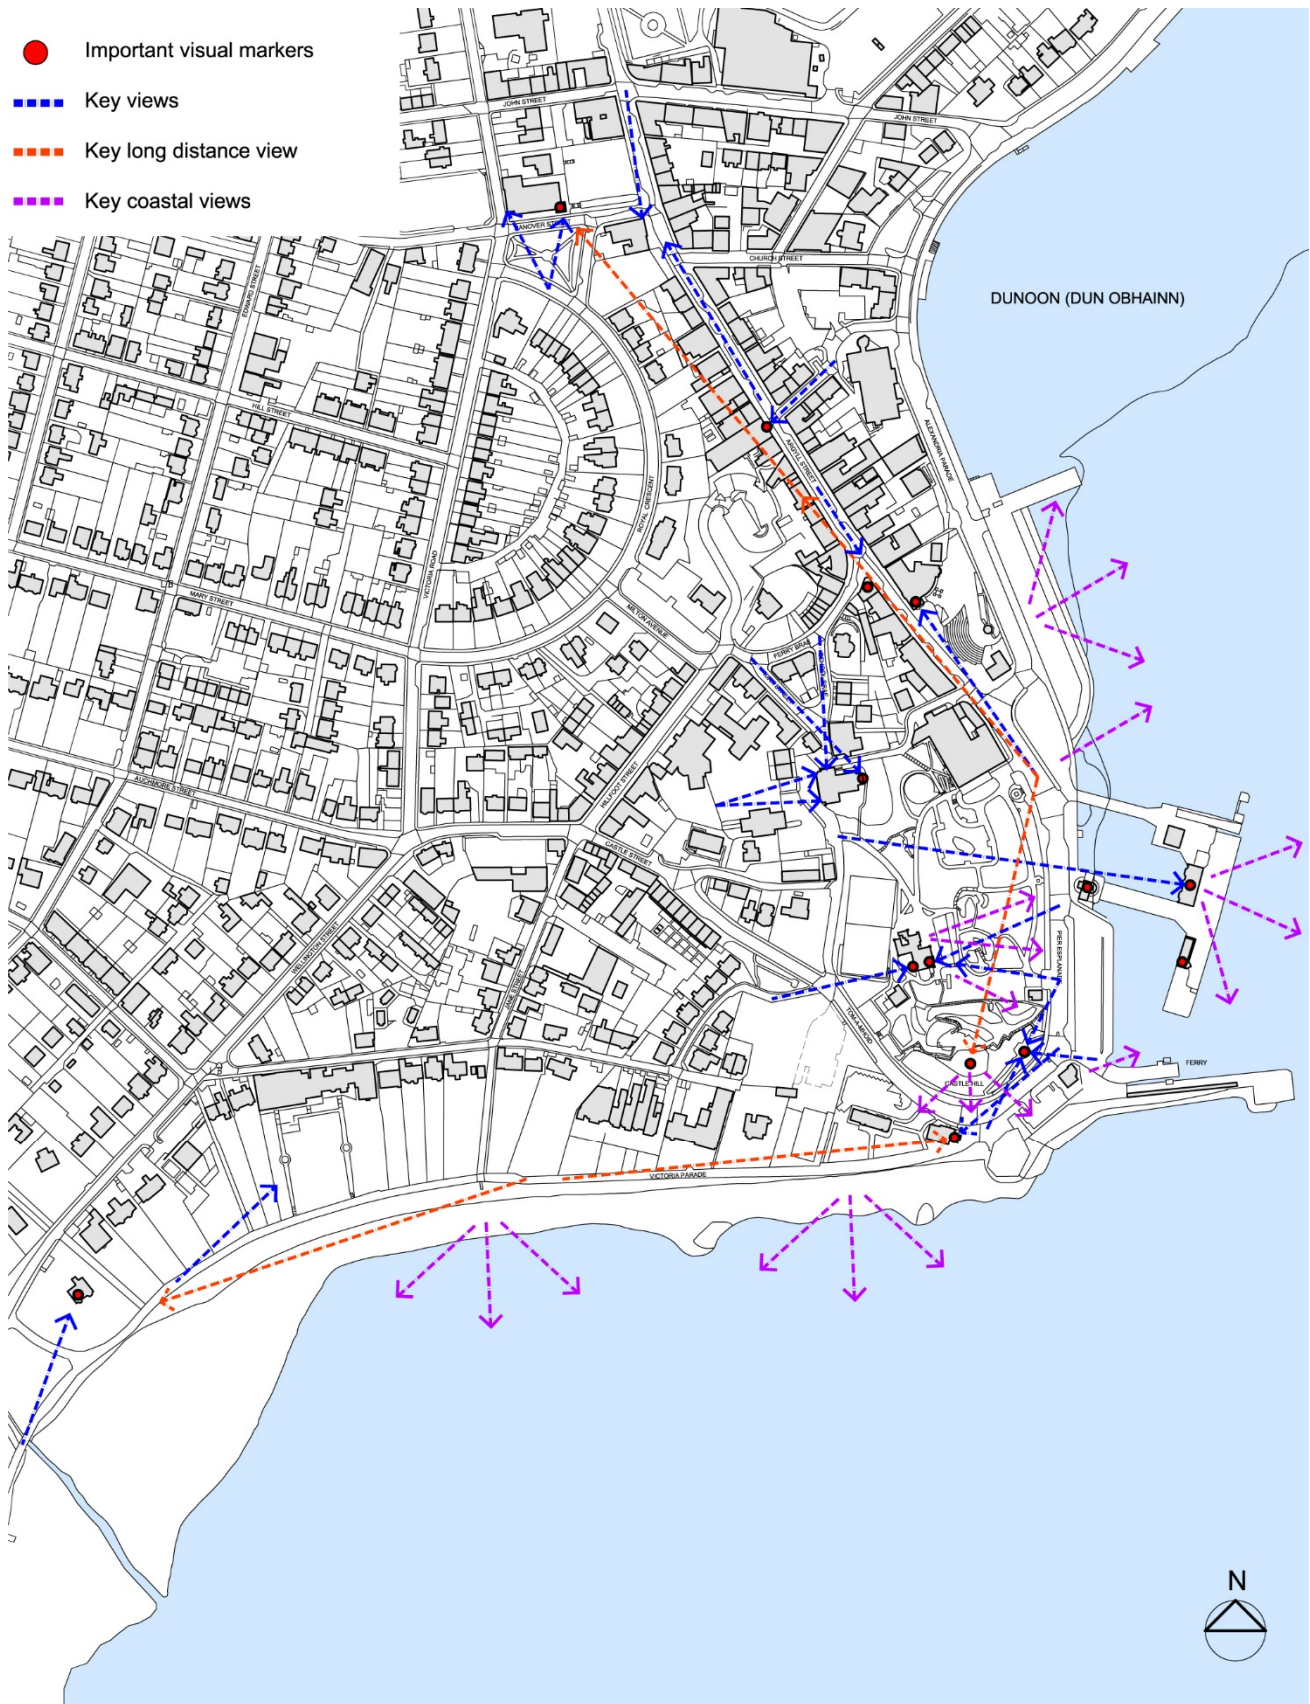 Important visual markers
Key views
Key long distance view
Key coastal views
JOHN STREET
JOHN STREET
ANOVER ST
CHURCH STREET
DUNOON (DUN OBHAINN)
EDWARD STREET
HILL STREET
ARGYLL STREET
ALEXANDRA PARADE
ROYAL CRESCENT
VICTORIA ROAD
MARY STREET
MILTON AVENUE
FERRY BRAE
HILLFOOT STREET
AUCHAMORE STREET
CASTLE STREET
WELLINGTON STREET
JANE STREET
PIER ESPLANADE
TOM-A-MHOID
FERRY
CASTLE HILL
VICTORIA PARADE
N